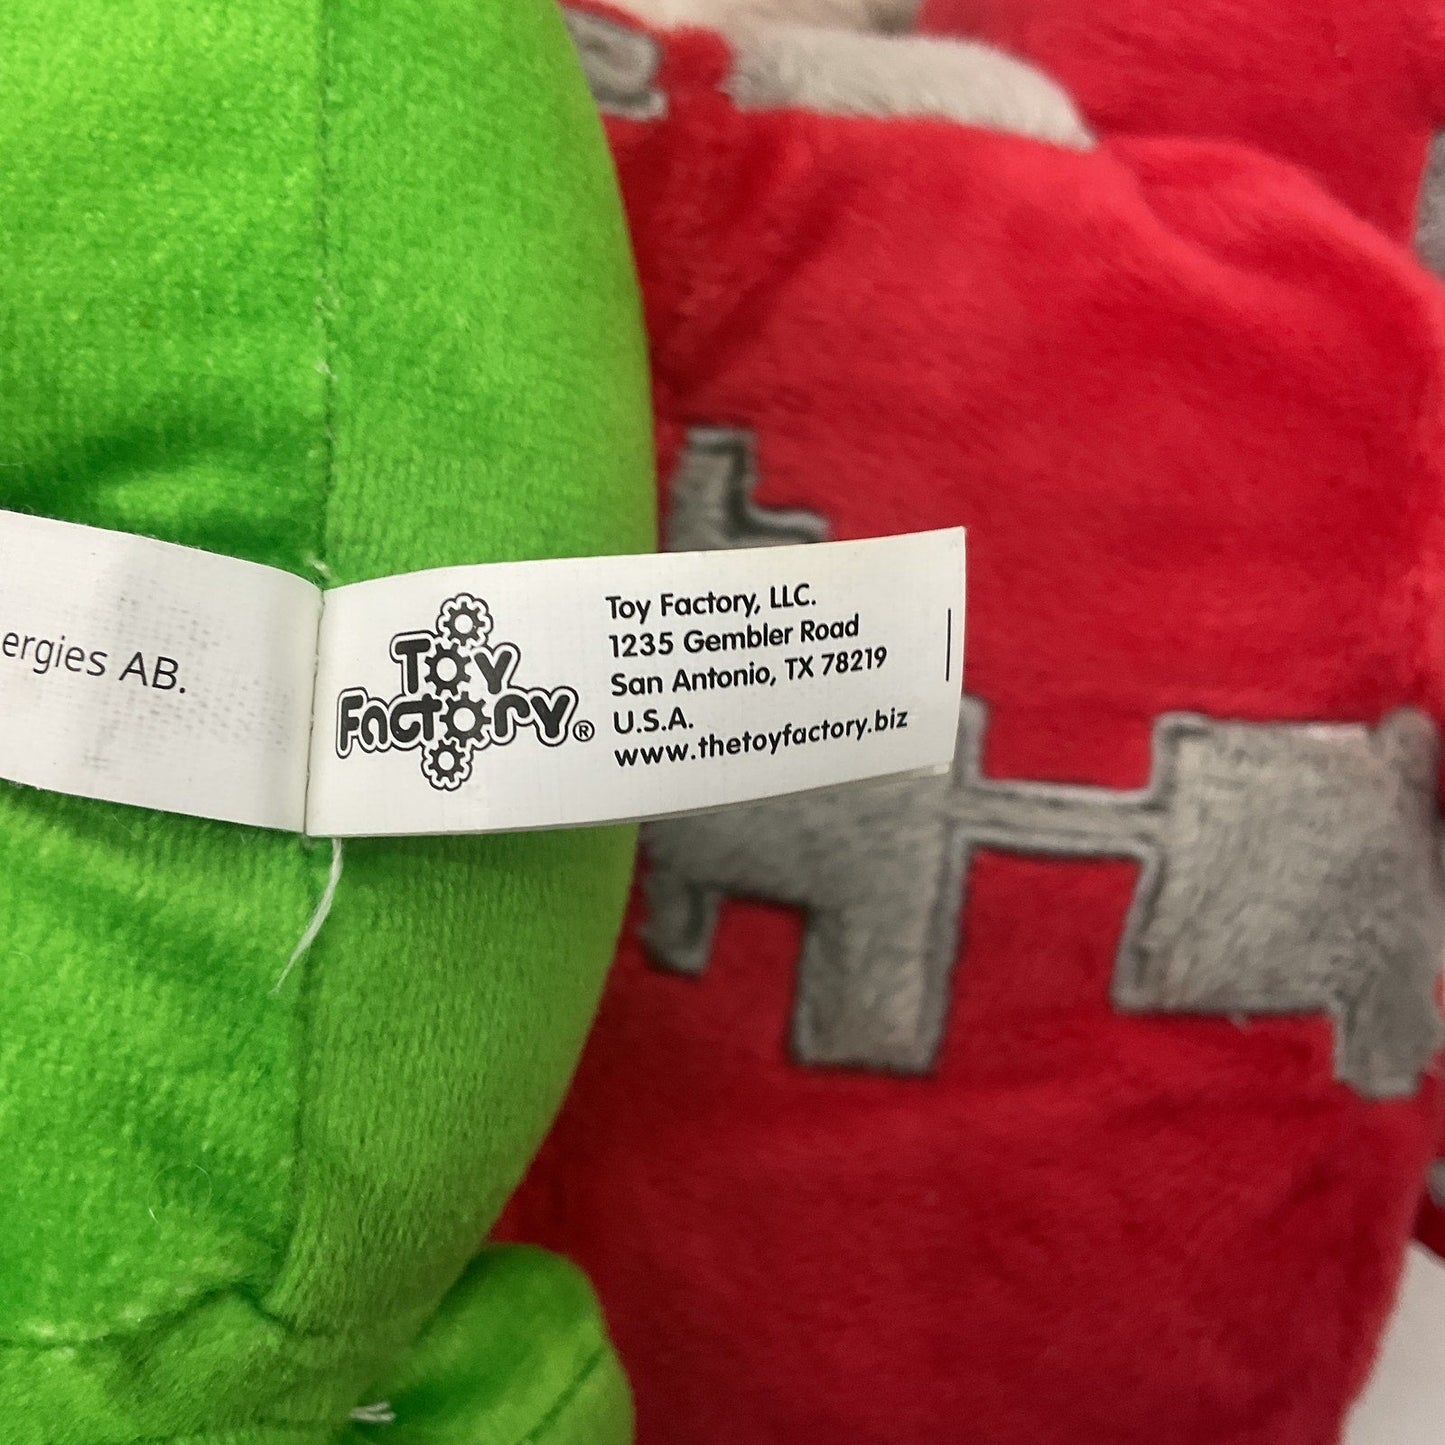 ergies AB.
Toy
Factory®
Toy Factory, LLC.
1235 Gembler Road
San Antonio, TX 78219
U.S.A.
www.thetoyfactory.biz